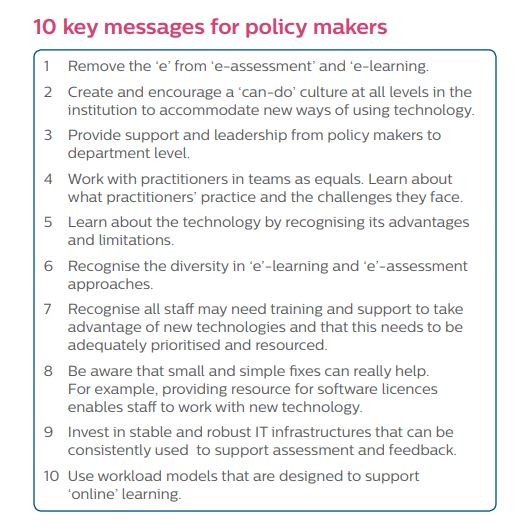 10 key messages for policy makers
1 Remove the ‘e’ from ‘e-assessment’ and ‘e-learning.
2 Create and encourage a ‘can-do’ culture at all levels in the
institution to accommodate new ways of using technology.
3 Provide support and leadership from policy makers to
department level.
4 Work with practitioners in teams as equals. Learn about
what practitioners’ practice and the challenges they face.
5 Learn about the technology by recognising its advantages
and limitations.
6 Recognise the diversity in ‘e’-learning and ‘e’-assessment
approaches.
7 Recognise all staff may need training and support to take
advantage of new technologies and that this needs to be
adequately prioritised and resourced.
8 Be aware that small and simple fixes can really help.
For example, providing resource for software licences
enables staff to work with new technology.
9 Invest in stable and robust IT infrastructures that can be
consistently used to support assessment and feedback.
10 Use workload models that are designed to support
‘online’ learning.